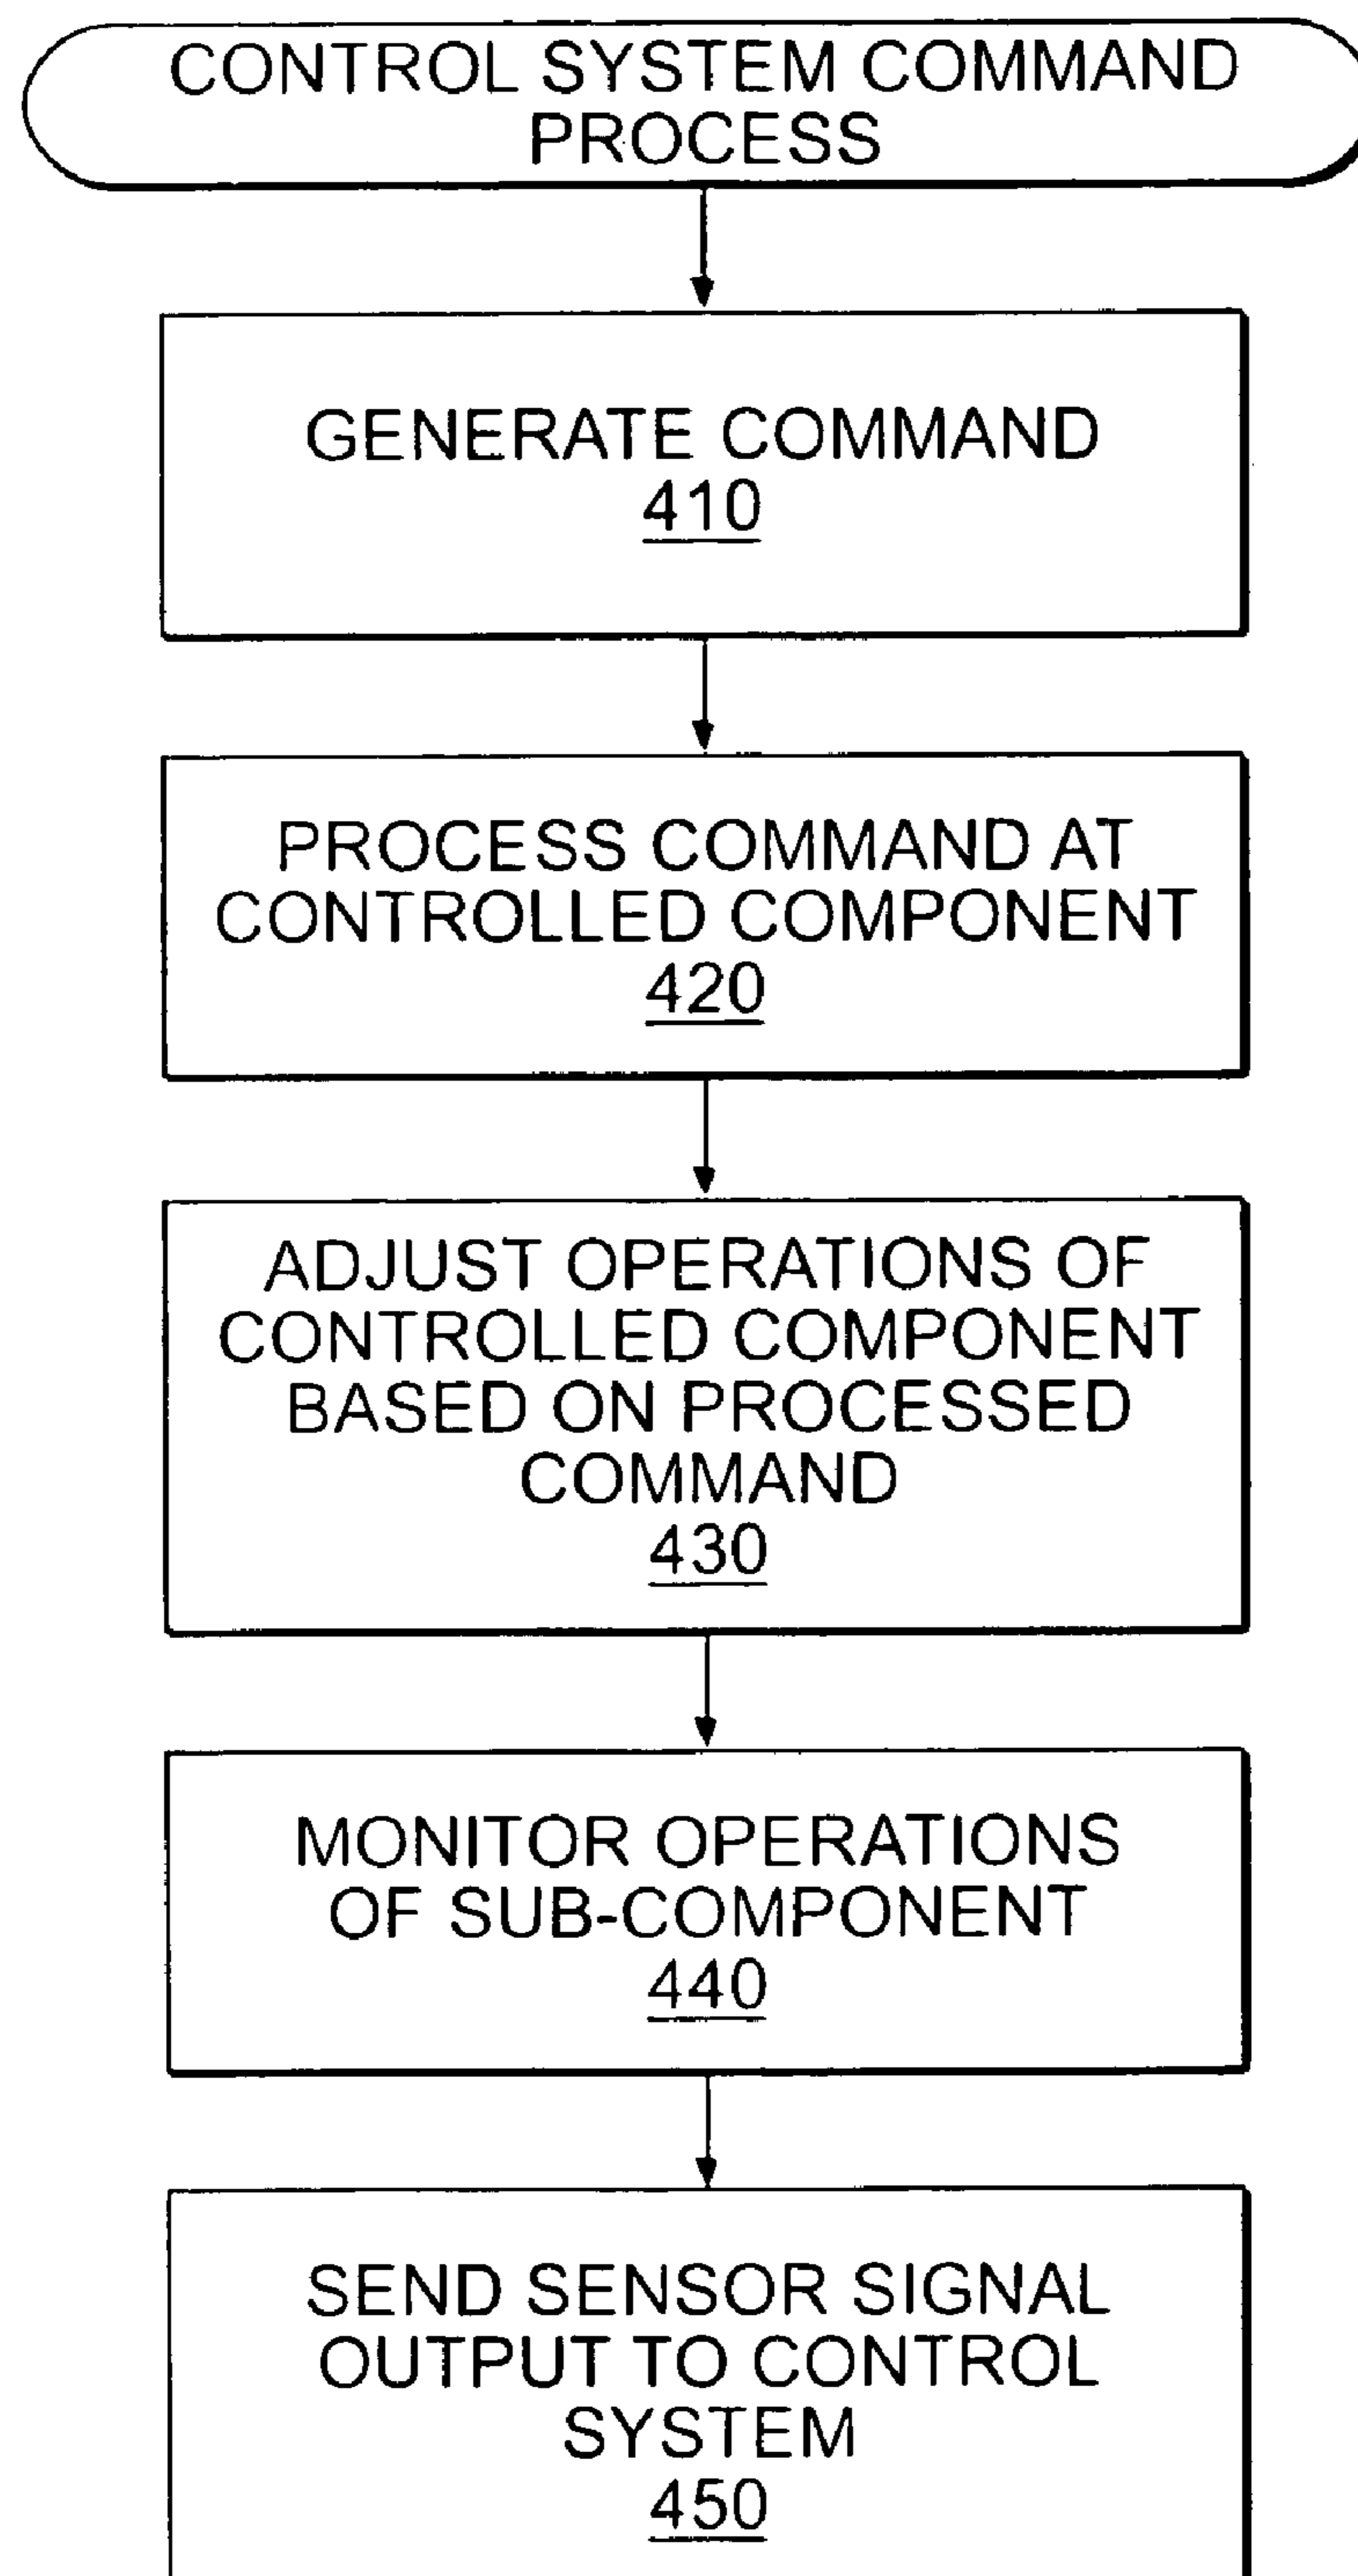 CONTROL SYSTEM COMMAND
PROCESS
GENERATE COMMAND
410
PROCESS COMMAND AT
CONTROLLED COMPONENT
420
ADJUST OPERATIONS OF
CONTROLLED COMPONENT
BASED ON PROCESSED
COMMAND
430
MONITOR OPERATIONS
OF SUB-COMPONENT
440
SEND SENSOR SIGNAL
OUTPUT TO CONTROL
SYSTEM
450